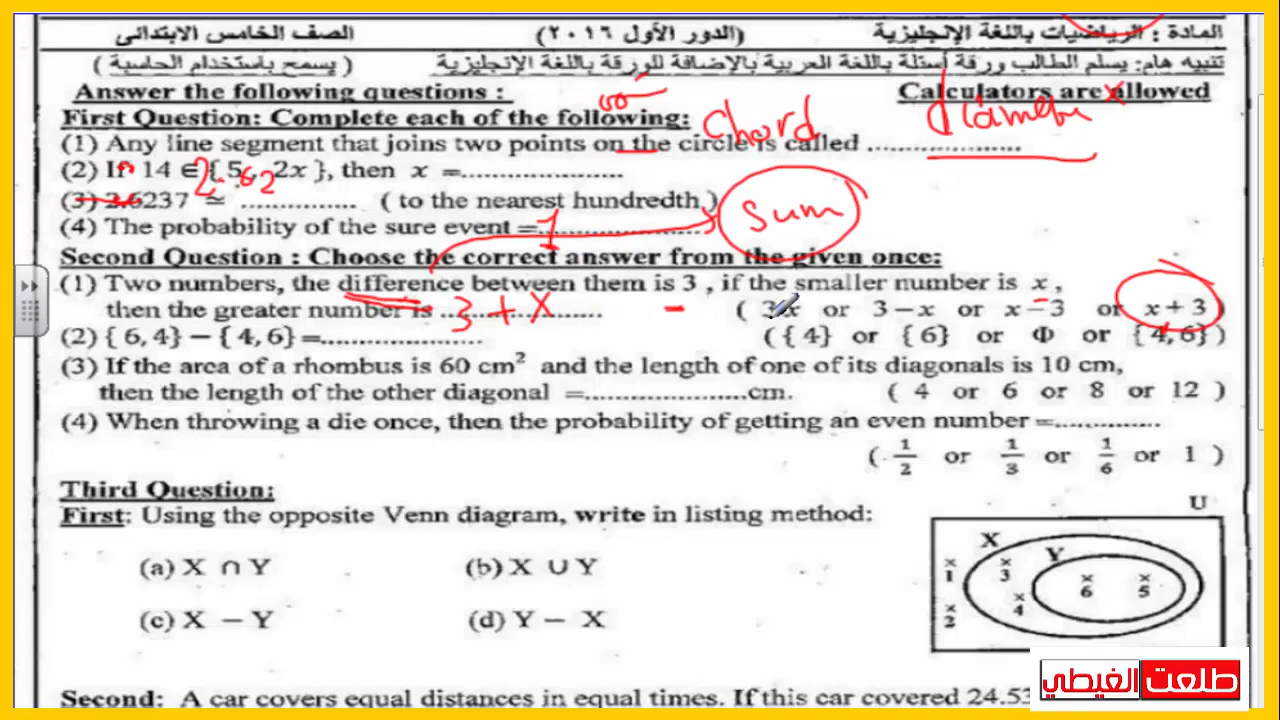 المادة : الرياضيات باللغة الإنجليزية (الدور الأول ٢٠١٦) الصف الخامس الابتدائى
تنبيه هام: يسلم الطالب ورقة أسئلة باللغة العربية بالإضافة للورقة باللغة الإنجليزية ( يسمح باستخدام الحاسبة )
Answer the following questions : Calculators are allowed
First Question: Complete each of the following: Chord
(1) Any line segment that joins two points on the circle is called ....................
(2) If 14 ∈ { 5 , 2x }, then x =....................
2.62
(3) 2.6237 ≃ .............. ( to the nearest hundredth )
sum
(4) The probability of the sure event = 1 ....................
Second Question : Choose the correct answer from the given once:
(1) Two numbers, the difference between them is 3 , if the smaller number is x ,
then the greater number is .................... ( 3x or 3 − x or x − 3 or x + 3 )
3 + x
(2) { 6, 4} − { 4, 6} =.................... ({ 4} or { 6} or Φ or { 4, 6} )
(3) If the area of a rhombus is 60 cm² and the length of one of its diagonals is 10 cm,
then the length of the other diagonal =....................cm. ( 4 or 6 or 8 or 12 )
(4) When throwing a die once, then the probability of getting an even number =.............
( 1/2 or 1/3 or 1/6 or 1 )
Third Question:
First: Using the opposite Venn diagram, write in listing method:
U
X Y
(a) X ∩ Y (b) X ∪ Y
× 1 × 3 × 6 × 5
(c) X − Y (d) Y − X
× 2 × 4
Second: A car covers equal distances in equal times. If this car covered 24.53
طلعت الغيطي